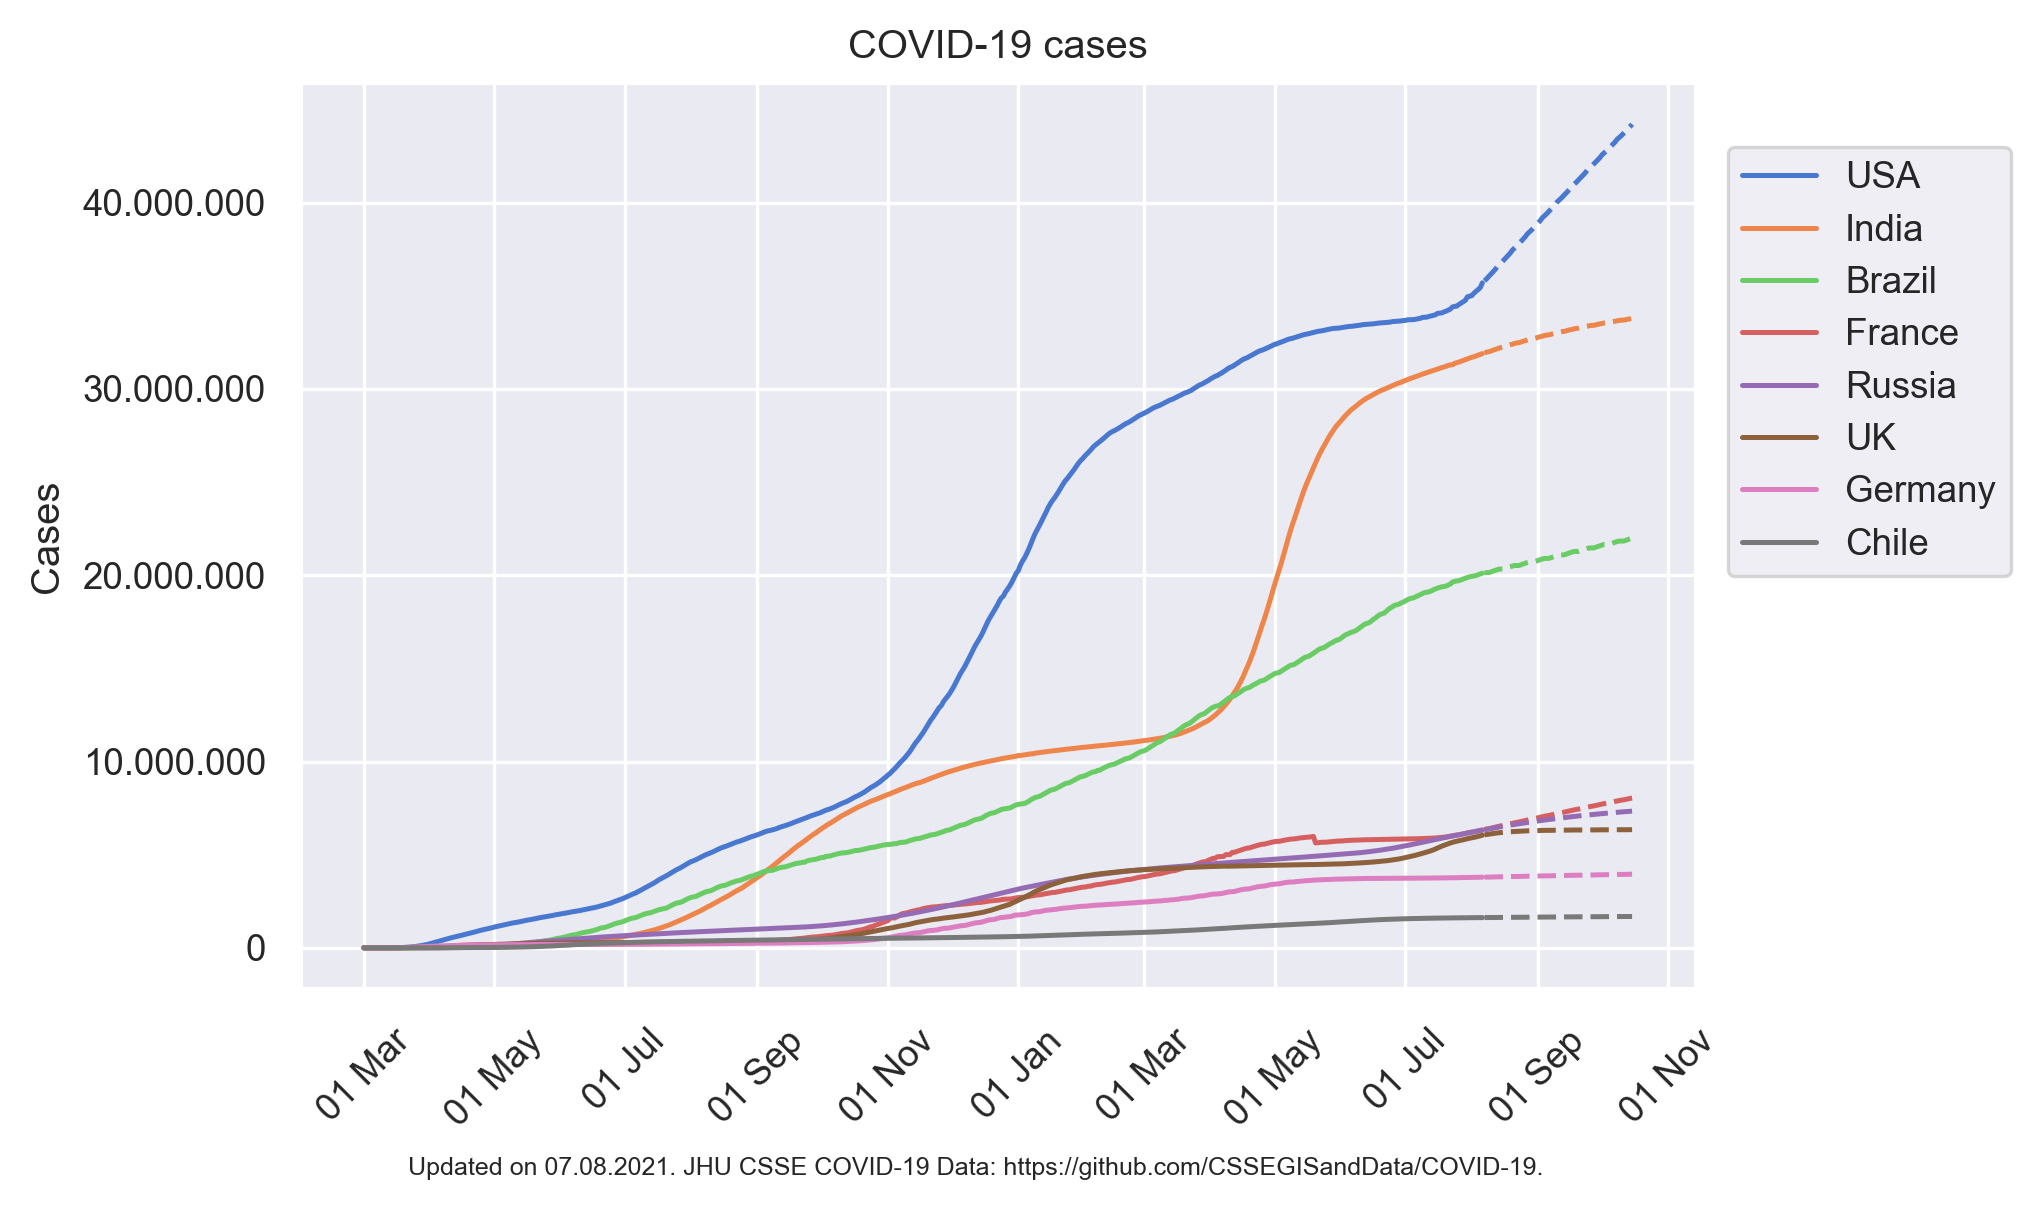 COVID-19 cases
Cases
40.000.000
30.000.000
20.000.000
10.000.000
0
01 Mar
01 May
01 Jul
01 Sep
01 Nov
01 Jan
01 Mar
01 May
01 Jul
01 Sep
01 Nov
USA
India
Brazil
France
Russia
UK
Germany
Chile
Updated on 07.08.2021. JHU CSSE COVID-19 Data: https://github.com/CSSEGISandData/COVID-19.